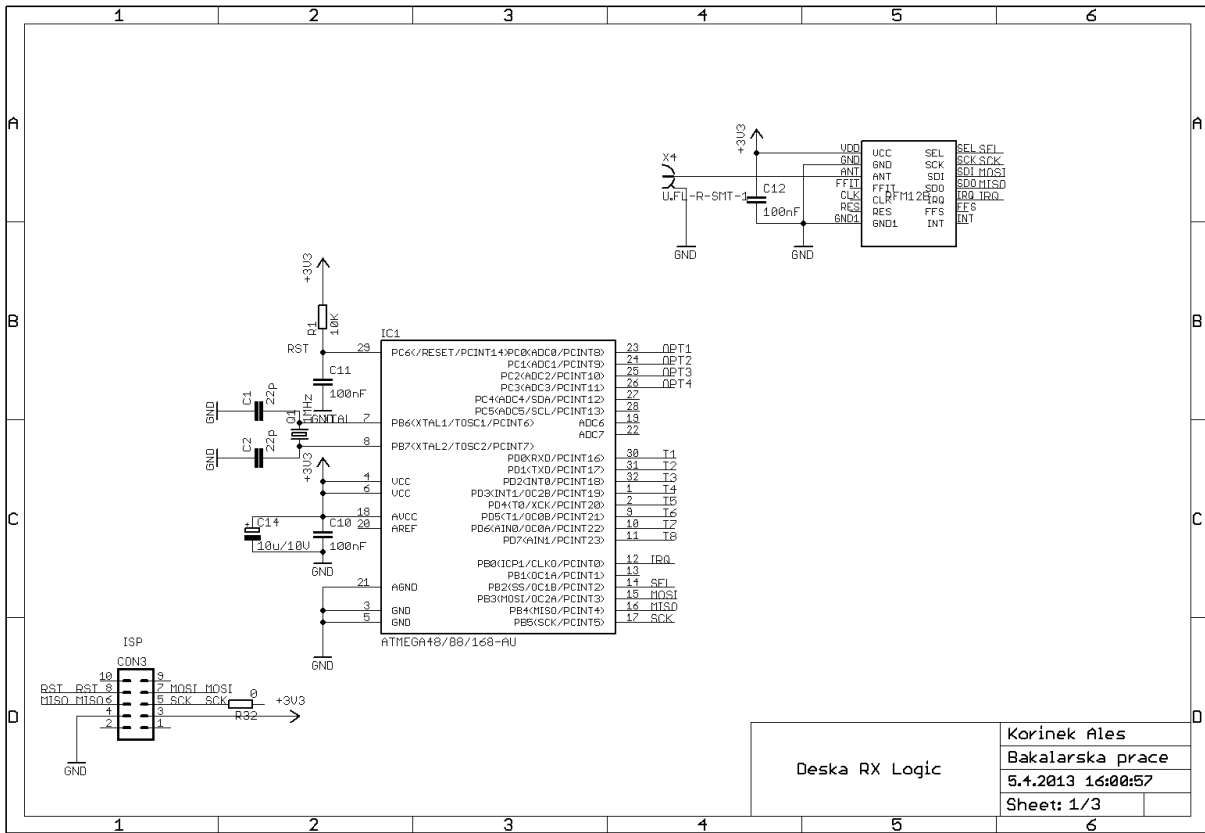 1 2 3 4 5 6
A A
B B
C C
D D
+3V3
X4
U.FL-R-SMT-1
GND
C12
100nF
GND
VDD VCC SEL SEL SEL
GND GND SCK SCK SCK
ANT ANT SDI SDI MOSI
FFIT FFIT SDO SDO MISO
CLK CLK IRQ IRQ IRQ
RES RES FFS FFS
GND1 GND1 INT INT
+3V3
R1
10K
RST
C11
100nF
GND
C1
22p
GND
Q1
XTAL
C2
22p
GND
+3V3
C14
10u/10V
C10
100nF
GND
GND
IC1
29 PC6(/RESET/PCINT14) PC0(ADC0/PCINT8) 23 OPT1
PC1(ADC1/PCINT9) 24 OPT2
PC2(ADC2/PCINT10) 25 OPT3
PC3(ADC3/PCINT11) 26 OPT4
PC4(ADC4/SDA/PCINT12) 27
PC5(ADC5/SCL/PCINT13) 28
7 PB6(XTAL1/TOSC1/PCINT6) ADC6 19
ADC7 22
8 PB7(XTAL2/TOSC2/PCINT7)
PD0(RXD/PCINT16) 30 T1
PD1(TXD/PCINT17) 31 T2
4 VCC PD2(INT0/PCINT18) 32 T3
6 VCC PD3(INT1/OC2B/PCINT19) 1 T4
PD4(T0/XCK/PCINT20) 2 T5
18 AVCC PD5(T1/OC0B/PCINT21) 9 T6
20 AREF PD6(AIN0/OC0A/PCINT22) 10 T7
PD7(AIN1/PCINT23) 11 T8
PB0(ICP1/CLKO/PCINT0) 12 IRQ
PB1(OC1A/PCINT1) 13
21 AGND PB2(SS/OC1B/PCINT2) 14 SEL
PB3(MOSI/OC2A/PCINT3) 15 MOSI
3 GND PB4(MISO/PCINT4) 16 MISO
5 GND PB5(SCK/PCINT5) 17 SCK
ATMEGA48/88/168-AU
ISP
CON3
10 9
RST RST 8 7 MOSI MOSI
MISO MISO 6 5 SCK SCK
4 3
2 1
0
R32
+3V3
GND
Deska RX Logic
Korinek Ales
Bakalarska prace
5.4.2013 16:00:57
Sheet: 1/3
1 2 3 4 5 6